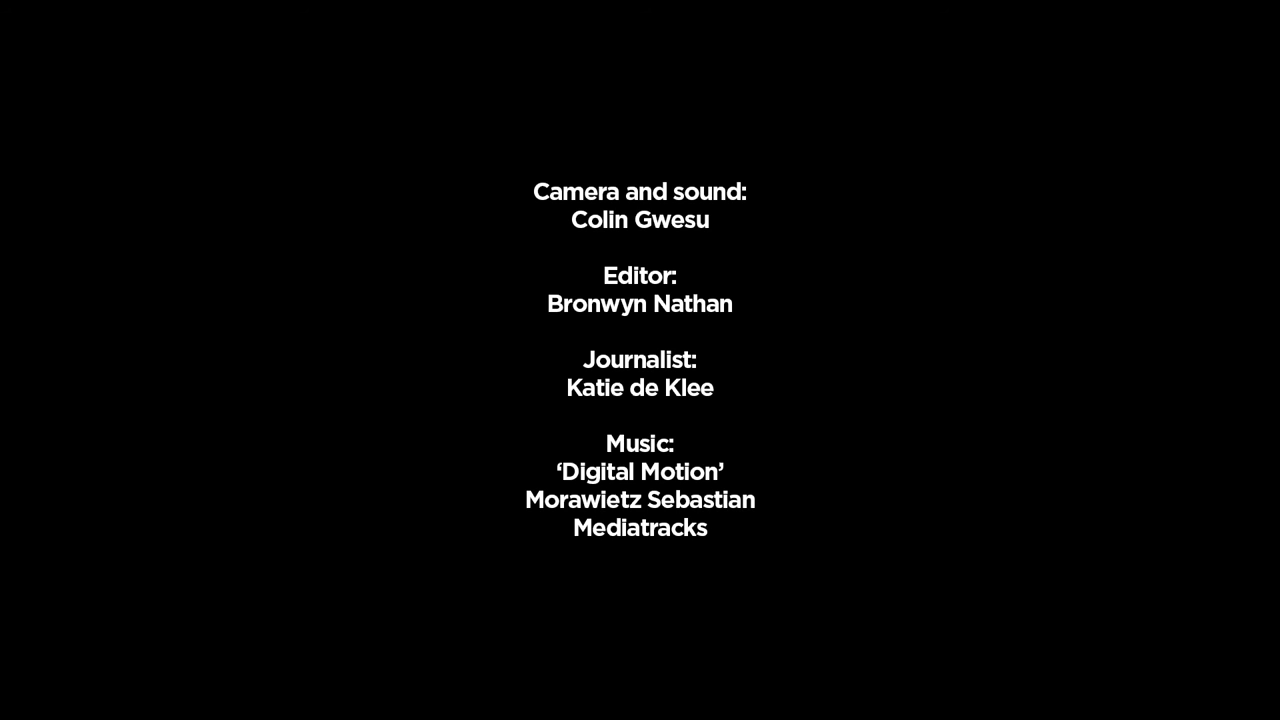 Camera and sound:
Colin Gwesu
Editor:
Bronwyn Nathan
Journalist:
Katie de Klee
Music:
‘Digital Motion’
Morawietz Sebastian
Mediatracks